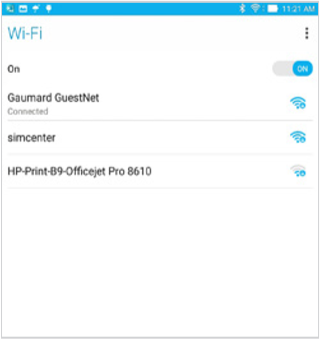 11:21 AM
Wi-Fi
On
ON
Gaumard GuestNet
Connected
simcenter
HP-Print-B9-Officejet Pro 8610